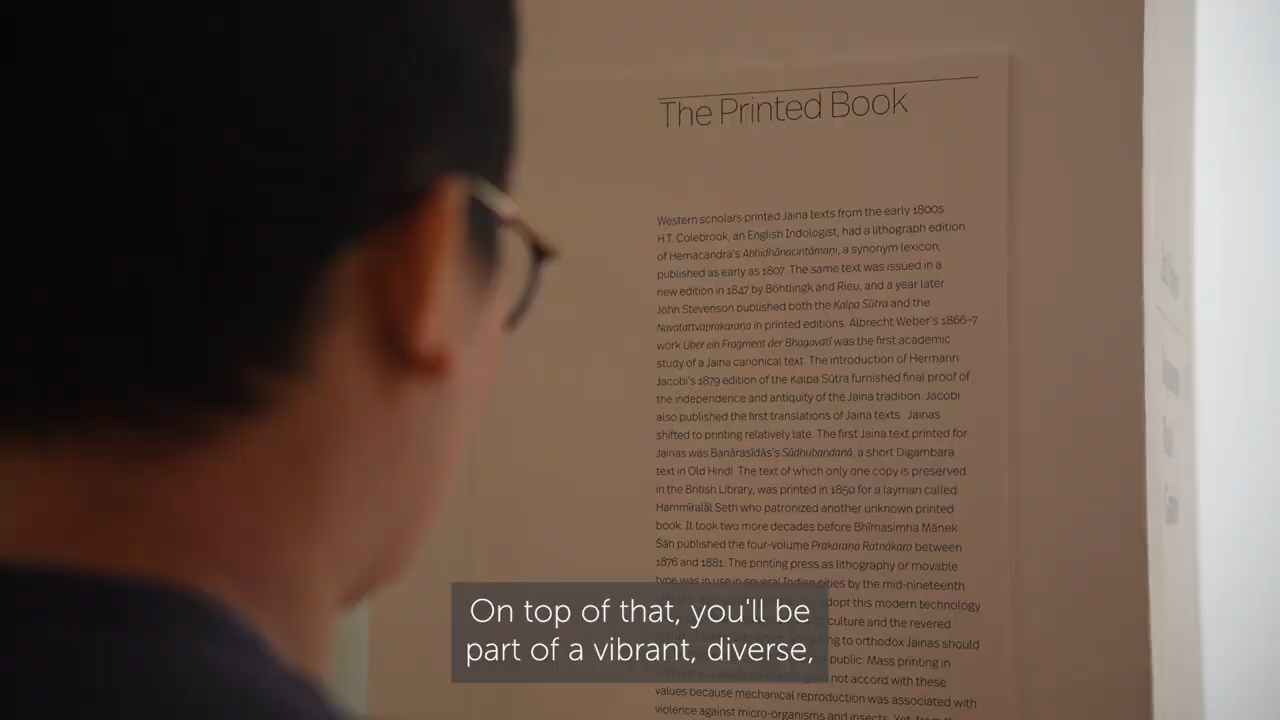 The Printed Book
Western scholars printed Jaina texts from the early 1800s
H.T. Colebrook, an English Indologist, had a lithograph edition
of Hemacandra's Abhidhānacintāmaṇi, a synonym lexicon,
published as early as 1807. The same text was issued in a
new edition in 1847 by Böhtlingk and Rieu, and a year later
John Stevenson published both the Kalpa Sūtra and the
Navatattvaprakaraṇa in printed editions. Albrecht Weber's 1866–7
work Über ein Fragment der Bhagavatī was the first academic
study of a Jaina canonical text. The introduction of Hermann
Jacobi's 1879 edition of the Kalpa Sūtra furnished final proof of
the independence and antiquity of the Jaina tradition. Jacobi
also published the first translations of Jaina texts. Jainas
shifted to printing relatively late. The first Jaina text printed for
Jainas was Banārasīdās's Sādhubandanā, a short Digambara
text in Old Hindi. The text of which only one copy is preserved
in the British Library, was printed in 1850 for a layman called
Hammīralāl Seth who patronized another unknown printed
book. It took two more decades before Bhīmasimha Mānek
Śāh published the four-volume Prakaraṇa Ratnākara between
1876 and 1881. The printing press as lithography or movable
type was in use in several Indian cities by the mid-nineteenth
adopt this modern technology
culture and the revered
to orthodox Jainas should
public. Mass printing in
not accord with these
values because mechanical reproduction was associated with
violence against micro-organisms and insects. Yet, from
On top of that, you'll be
part of a vibrant, diverse,